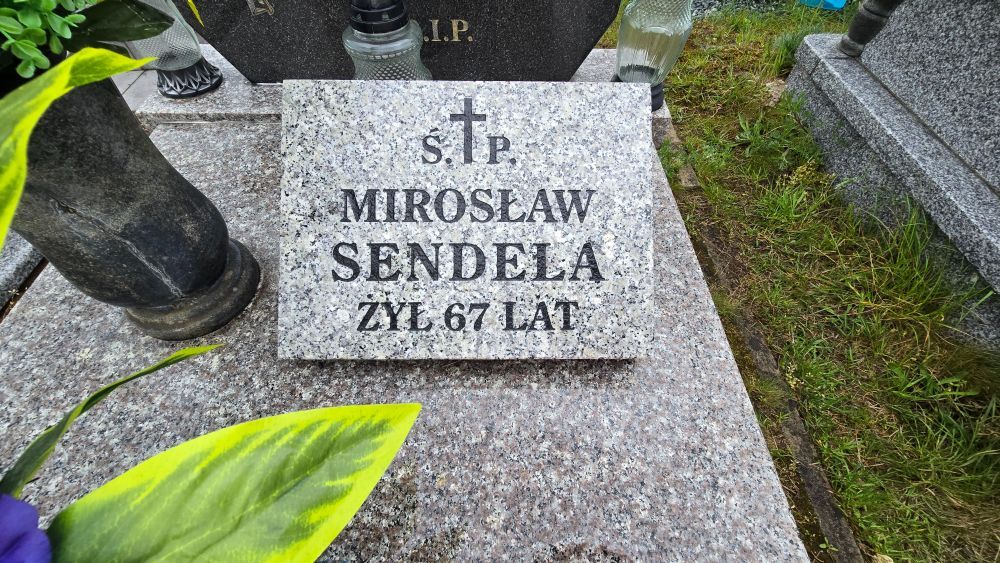 .I.P.
Ś. P.
MIROSŁAW
SENDELA
ŻYŁ 67 LAT